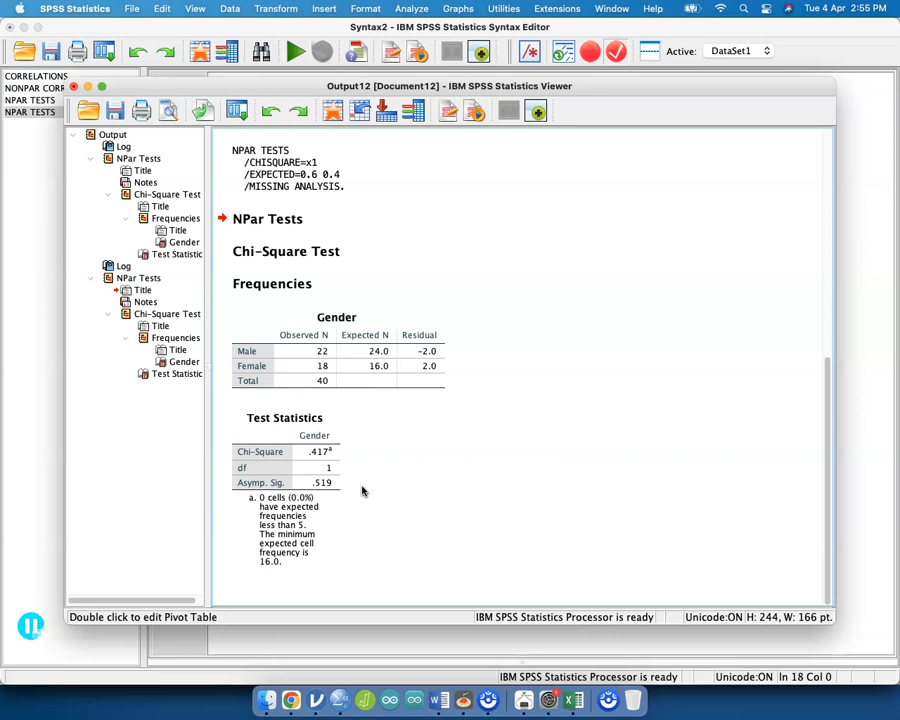 SPSS Statistics File Edit View Data Transform Insert Format Analyze Graphs Utilities Extensions Window Help Tue 4 Apr 2:55 PM
Syntax2 - IBM SPSS Statistics Syntax Editor
Active: DataSet1
CORRELATIONS
NONPAR CORR
NPAR TESTS
NPAR TESTS
Output12 [Document12] - IBM SPSS Statistics Viewer
Output
Log
NPar Tests
Title
Notes
Chi-Square Test
Title
Frequencies
Title
Gender
Test Statistic
Log
NPar Tests
Title
Notes
Chi-Square Test
Title
Frequencies
Title
Gender
Test Statistic
NPAR TESTS
/CHISQUARE=x1
/EXPECTED=0.6 0.4
/MISSING ANALYSIS.
NPar Tests
Chi-Square Test
Frequencies
Gender
Observed N Expected N Residual
Male 22 24.0 -2.0
Female 18 16.0 2.0
Total 40
Test Statistics
Gender
Chi-Square .417a
df 1
Asymp. Sig. .519
a. 0 cells (0.0%)
have expected
frequencies
less than 5.
The minimum
expected cell
frequency is
16.0.
Double click to edit Pivot Table IBM SPSS Statistics Processor is ready Unicode:ON H: 244, W: 166 pt.
IBM SPSS Statistics Processor is ready Unicode:ON In 18 Col 0